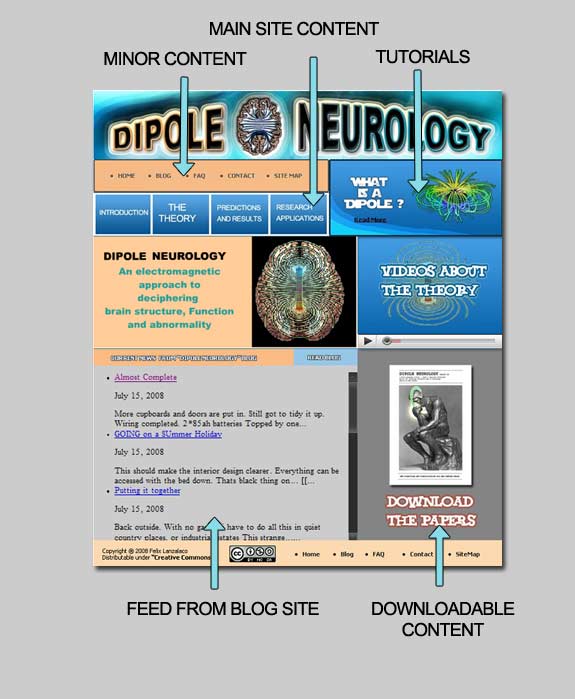 MAIN SITE CONTENT
MINOR CONTENT
TUTORIALS
DIPOLE NEUROLOGY
• HOME • BLOG • FAQ • CONTACT • SITE MAP
WHAT
IS A
DIPOLE ?
Read More
INTRODUCTION
THE
THEORY
PREDICTIONS
AND RESULTS
RESEARCH
APPLICATIONS
DIPOLE NEUROLOGY
An electromagnetic
approach to
deciphering
brain structure, Function
and abnormality
VIDEOS ABOUT
THE THEORY
CURRENT NEWS FROM "DIPOLE NEUROLOGY" BLOG
READ BLOG
• Almost Complete
July 15, 2008
More cupboards and doors are put in. Still got to tidy it up.
Wiring completed. 2*85ah batteries Topped by one...
• GOING on a SUmmer Holiday
July 15, 2008
This should make the interior design clearer. Everything can be
accessed with the bed down. Thats black thing on... [[...
• Putting it together
July 15, 2008
Back outside. With no have to do all this in quiet
country places, or industrial states This strange......
DIPOLE NEUROLOGY
DOWNLOAD
THE PAPERS
Copyright @ 2008 Felix Lanzalaco
Distributable under "Creative Commons
cc
BY NC ND
• Home • Blog • FAQ • Contact • SiteMap
FEED FROM BLOG SITE
DOWNLOADABLE
CONTENT